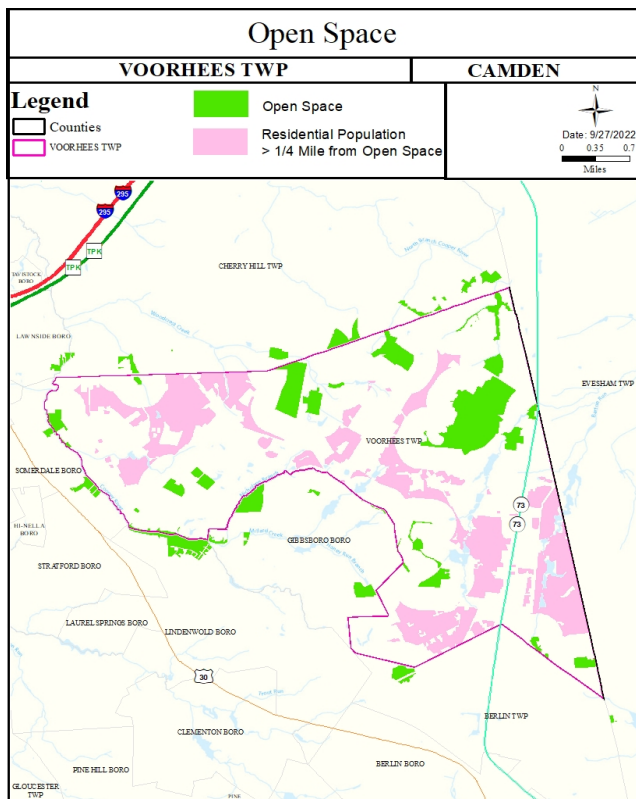 Open Space
VOORHEES TWP
CAMDEN
Legend
Counties
VOORHEES TWP
Open Space
Residential Population
> 1/4 Mile from Open Space
N
Date: 9/27/2022
0 0.35 0.7
Miles
295
295
TPK
TPK
CHERRY HILL TWP
BORO
LAWNSIDE BORO
EVESHAM TWP
VOORHEES TWP
SOMERDALE BORO
HI-NELLA
BORO
73
73
GIBBSBORO BORO
STRATFORD BORO
LAUREL SPRINGS BORO
LINDENWOLD BORO
30
BERLIN TWP
CLEMENTON BORO
BERLIN BORO
PINE HILL BORO
GLOUCESTER
TWP
PINE